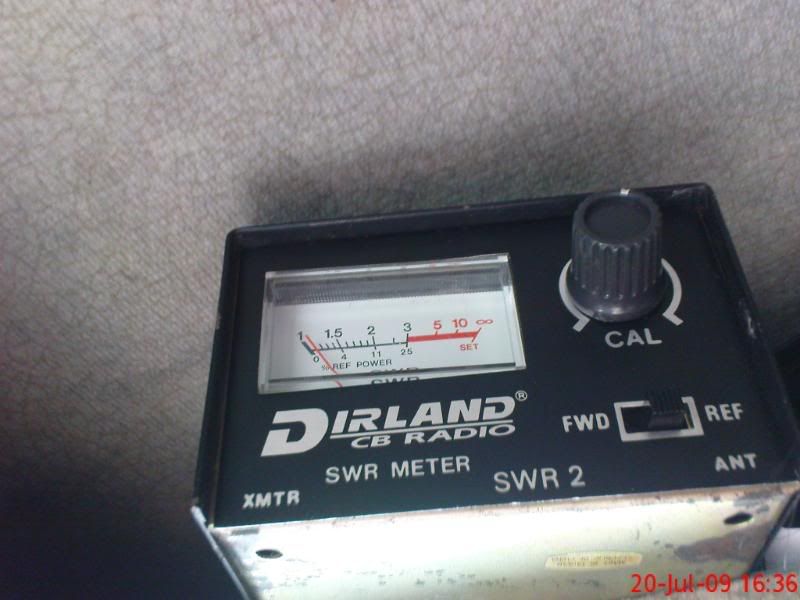 1 1.5 2 3 5 10 ∞
0 4 11 25 SET
% REF POWER
SWR
CAL
DIRLAND®
CB RADIO
FWD REF
SWR METER SWR 2
XMTR ANT
20-Jul-09 16:36